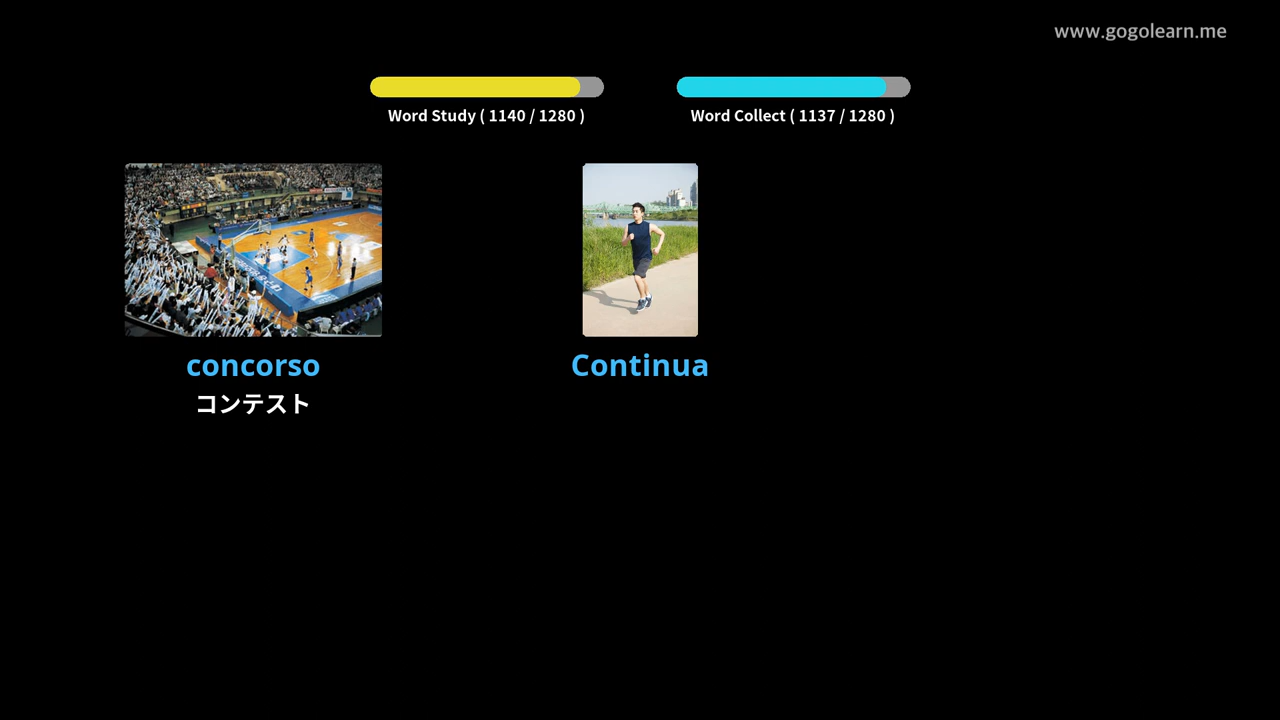 www.gogolearn.me
Word Study ( 1140 / 1280 )
Word Collect ( 1137 / 1280 )
concorso
コンテスト
Continua